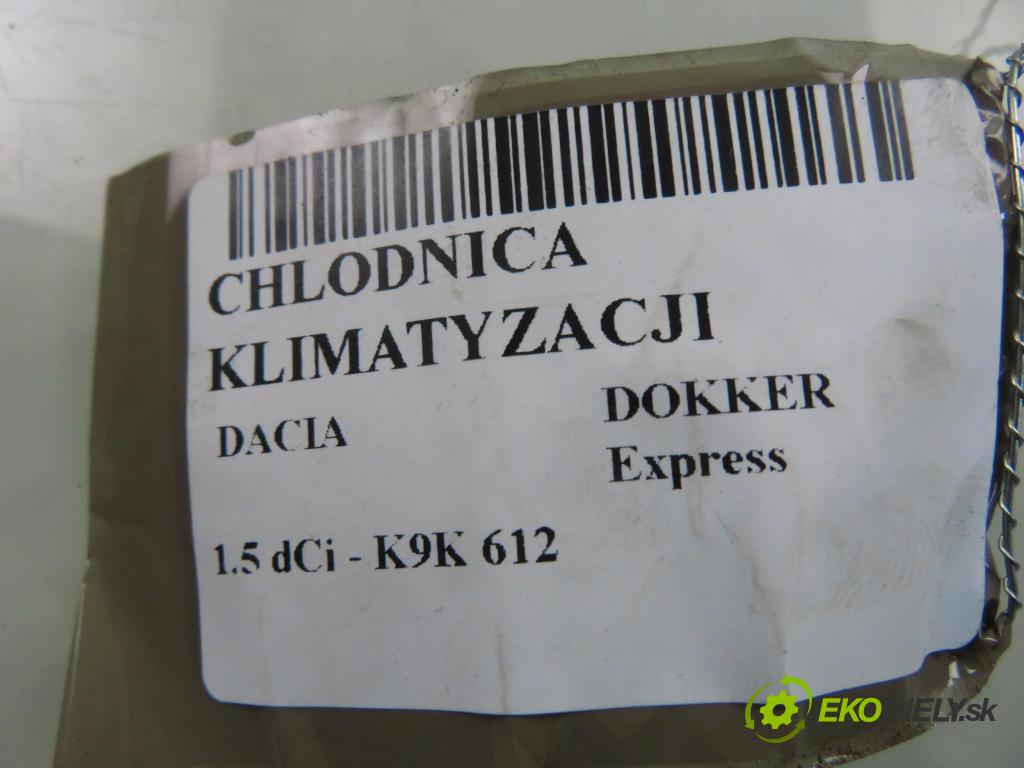 CHLODNICA
KLIMATYZACJI
DACIA DOKKER
Express
1.5 dCi - K9K 612
EKODIELY.sk